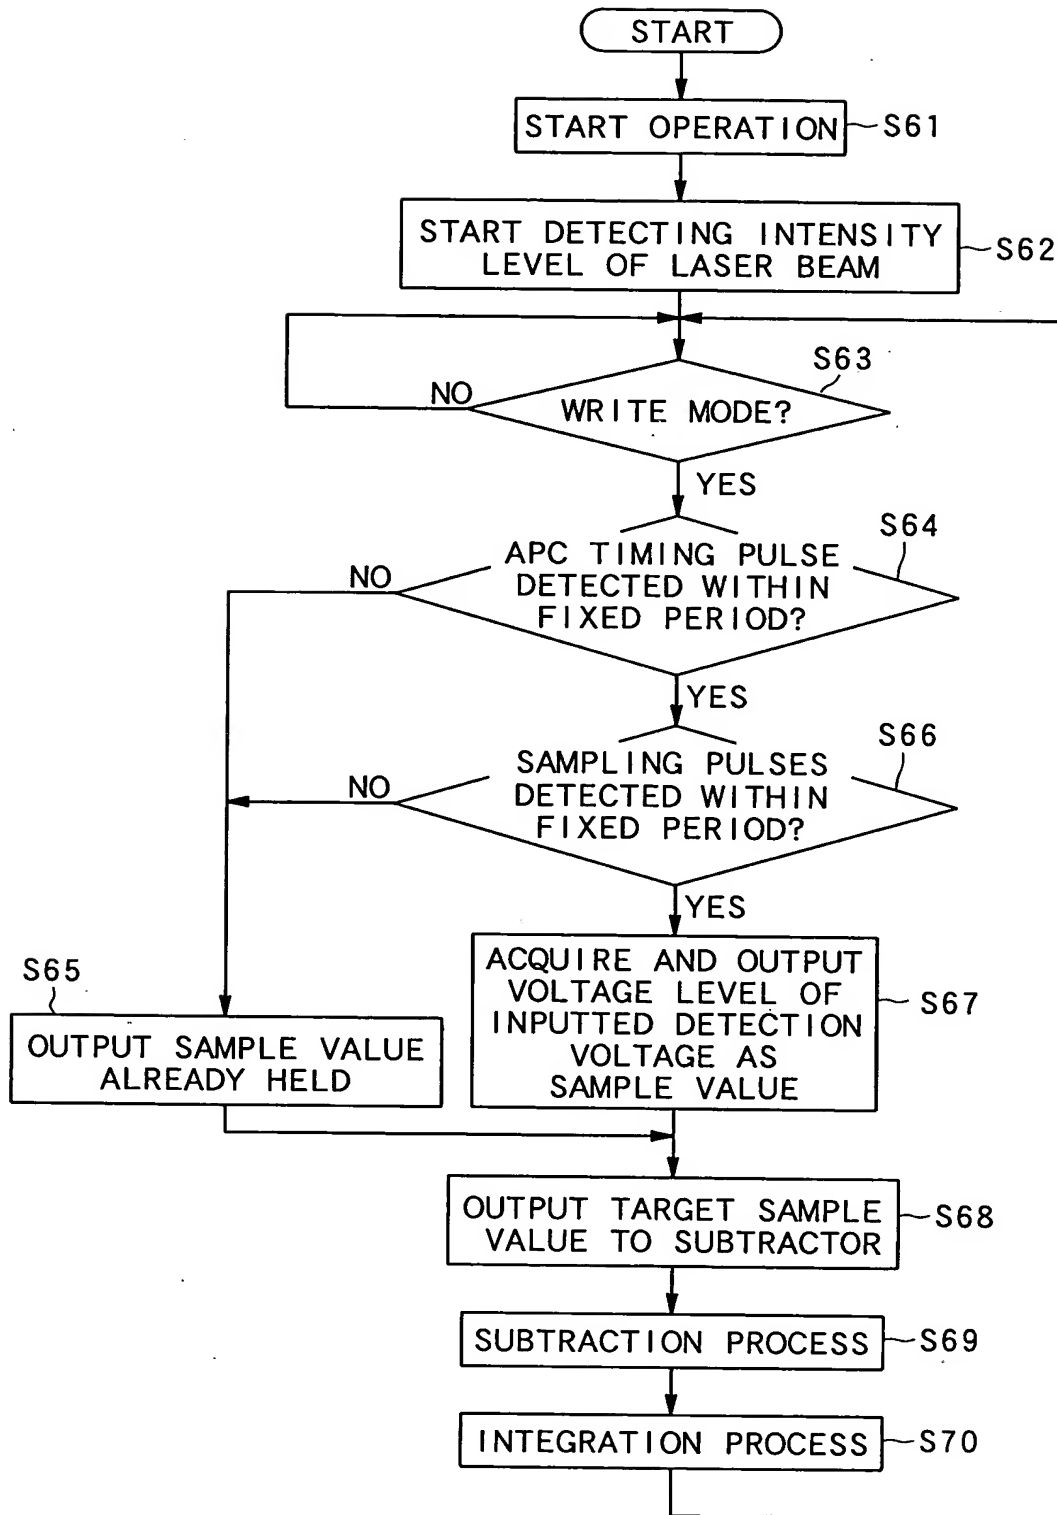 START
START OPERATION
S61
START DETECTING INTENSITY
LEVEL OF LASER BEAM
S62
S63
NO
WRITE MODE?
YES
S64
APC TIMING PULSE
NO
DETECTED WITHIN
FIXED PERIOD?
YES
S66
SAMPLING PULSES
NO
DETECTED WITHIN
FIXED PERIOD?
YES
S65
OUTPUT SAMPLE VALUE
ALREADY HELD
ACQUIRE AND OUTPUT
VOLTAGE LEVEL OF
INPUTTED DETECTION
VOLTAGE AS
SAMPLE VALUE
S67
OUTPUT TARGET SAMPLE
VALUE TO SUBTRACTOR
S68
SUBTRACTION PROCESS
S69
INTEGRATION PROCESS
S70